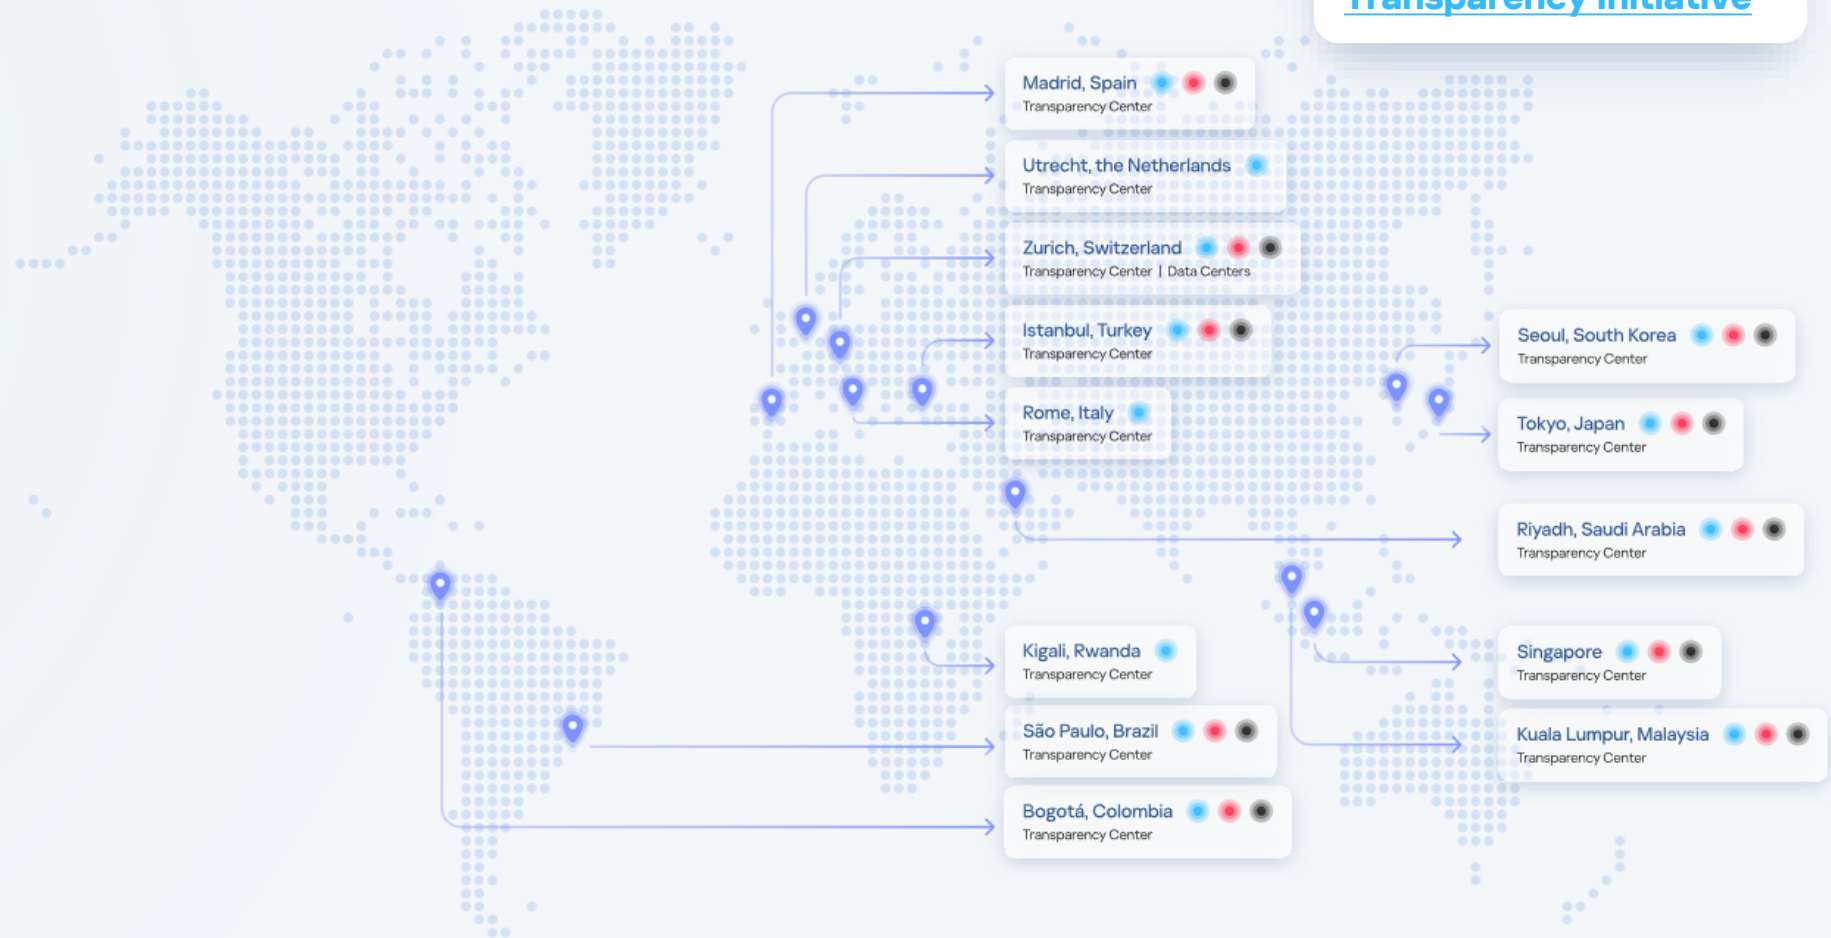 Transparency Initiative
Madrid, Spain
Transparency Center
Utrecht, the Netherlands
Transparency Center
Zurich, Switzerland
Transparency Center | Data Centers
Istanbul, Turkey
Transparency Center
Rome, Italy
Transparency Center
Seoul, South Korea
Transparency Center
Tokyo, Japan
Transparency Center
Riyadh, Saudi Arabia
Transparency Center
Kigali, Rwanda
Transparency Center
São Paulo, Brazil
Transparency Center
Bogotá, Colombia
Transparency Center
Singapore
Transparency Center
Kuala Lumpur, Malaysia
Transparency Center